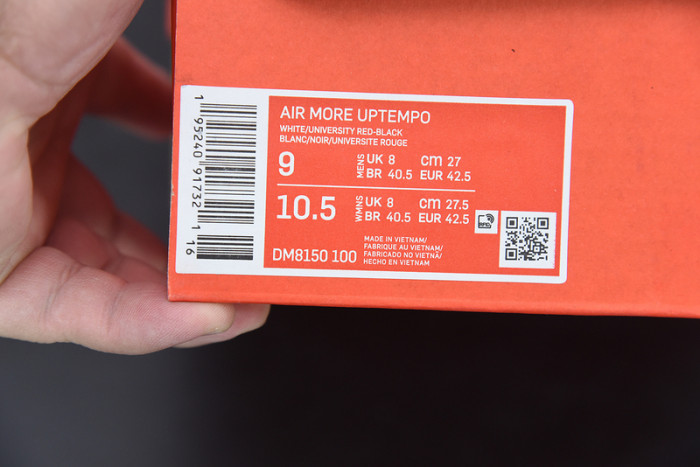 AIR MORE UPTEMPO
WHITE/UNIVERSITY RED-BLACK
BLANC/NOIR/UNIVERSITE ROUGE
9 MENS UK 8 cm 27
BR 40.5 EUR 42.5
10.5 WMNS UK 8 cm 27.5
BR 40.5 EUR 42.5
DM8150 100
MADE IN VIETNAM/
FABRIQUE AU VIETNAM/
FABRICADO NO VIETNÃ/
HECHO EN VIETNAM
1 95240 91732 1 16